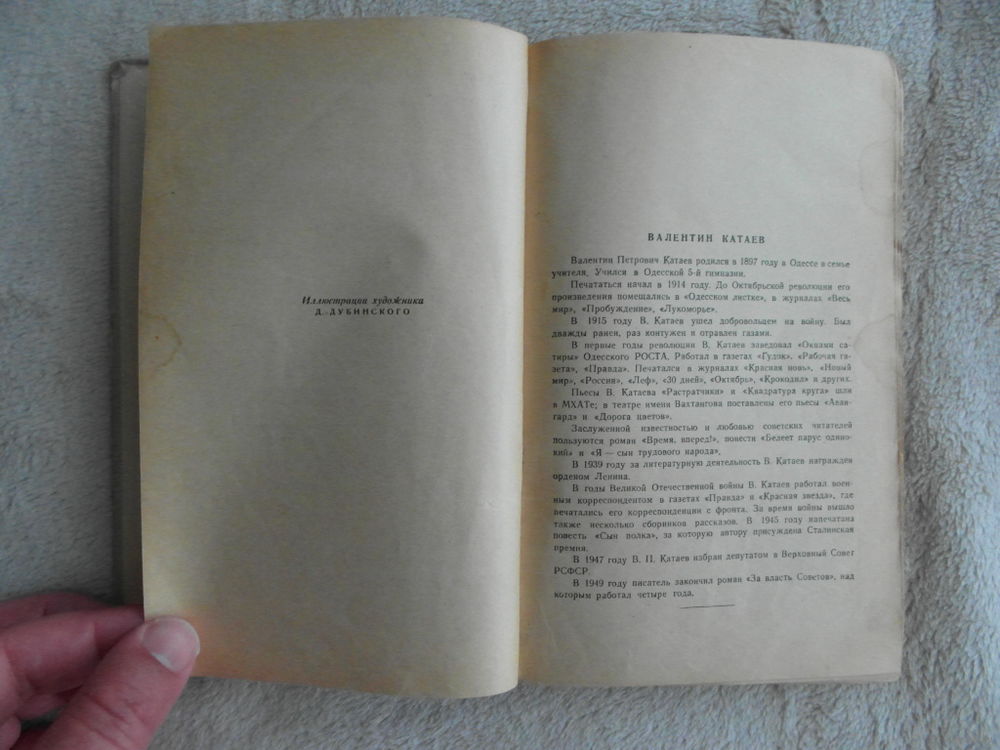 Иллюстрации художника
Д. ДУБИНСКОГО
ВАЛЕНТИН КАТАЕВ
Валентин Петрович Катаев родился в 1897 году в Одессе в семье
учителя. Учился в Одесской 5-й гимназии.
Печататься начал в 1914 году. До Октябрьской революции его
произведения помещались в «Одесском листке», в журналах «Весь
мир», «Пробуждение», «Лукоморье».
В 1915 году В. Катаев ушел добровольцем на войну. Был
дважды ранен, раз контужен и отравлен газами.
В первые годы революции В. Катаев заведовал «Окнами са-
тиры» Одесского РОСТА. Работал в газетах «Гудок». «Рабочая га-
зета», «Правда». Печатался в журналах «Красная новь», «Новый
мир», «Россия», «Леф», «30 дней», «Октябрь», «Крокодил» и других.
Пьесы В. Катаева «Растратчики» и «Квадратура круга» шли
в МХАТе; в театре имени Вахтангова поставлены его пьесы «Аван-
гард» и «Дорога цветов».
Заслуженной известностью и любовью советских читателей
пользуются роман «Время, вперед!», повести «Белеет парус одино-
кий» и «Я — сын трудового народа».
В 1939 году за литературную деятельность В. Катаев награжден
орденом Ленина.
В годы Великой Отечественной войны В. Катаев работал воен-
ным корреспондентом в газетах «Правда» и «Красная звезда», где
печатались его корреспонденции с фронта. За время войны вышло
также несколько сборников рассказов. В 1945 году напечатана
повесть «Сын полка», за которую автору присуждена Сталинская
премия.
В 1947 году В. П. Катаев избран депутатом в Верховный Совет
РСФСР.
В 1949 году писатель закончил роман «За власть Советов», над
которым работал четыре года.